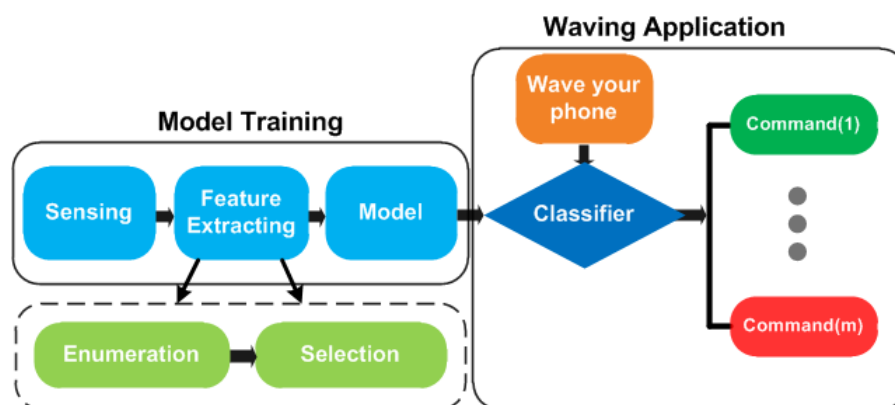 Waving Application
Model Training
Wave your
phone
Command(1)
Sensing
Feature
Extracting
Model
Classifier
Enumeration
Selection
Command(m)